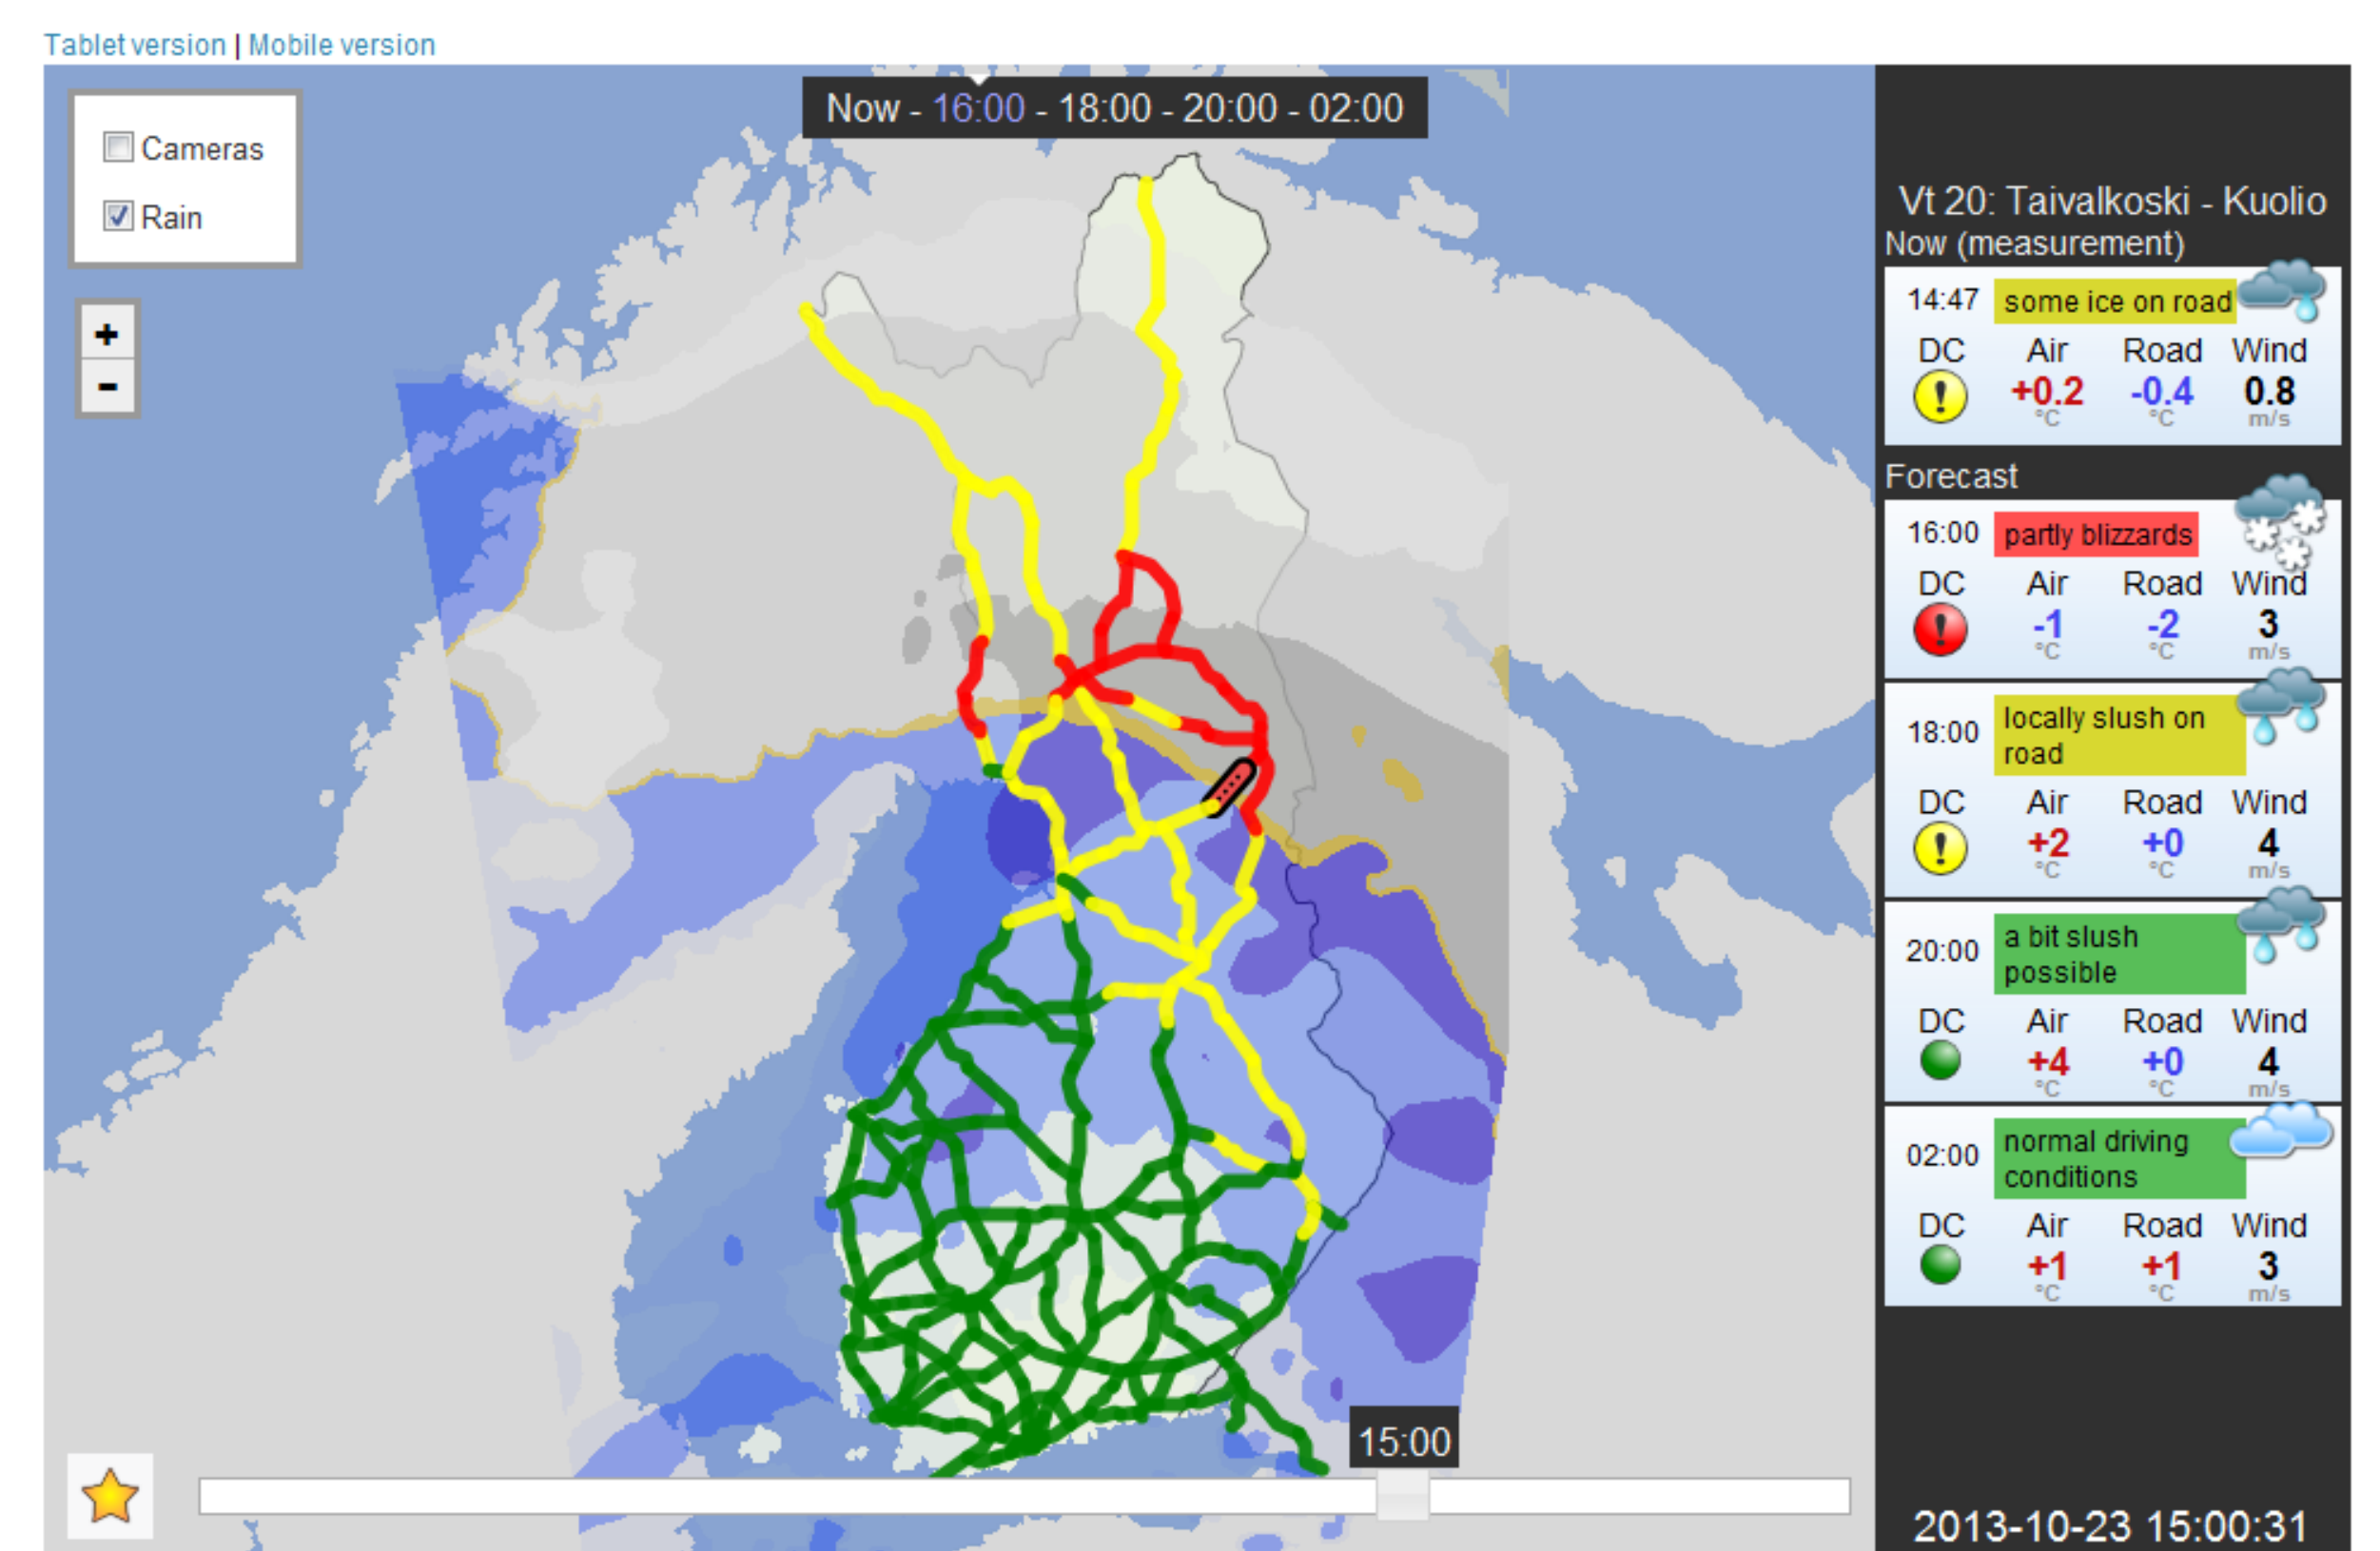 Tablet version | Mobile version
Cameras
Rain
+
-
Now - 16:00 - 18:00 - 20:00 - 02:00
15:00
Vt 20: Taivalkoski - Kuolio
Now (measurement)
14:47 some ice on road
DC Air Road Wind
! +0.2 -0.4 0.8
°C °C m/s
Forecast
16:00 partly blizzards
DC Air Road Wind
! -1 -2 3
°C °C m/s
18:00 locally slush on
road
DC Air Road Wind
! +2 +0 4
°C °C m/s
20:00 a bit slush
possible
DC Air Road Wind
+4 +0 4
°C °C m/s
02:00 normal driving
conditions
DC Air Road Wind
+1 +1 3
°C °C m/s
2013-10-23 15:00:31